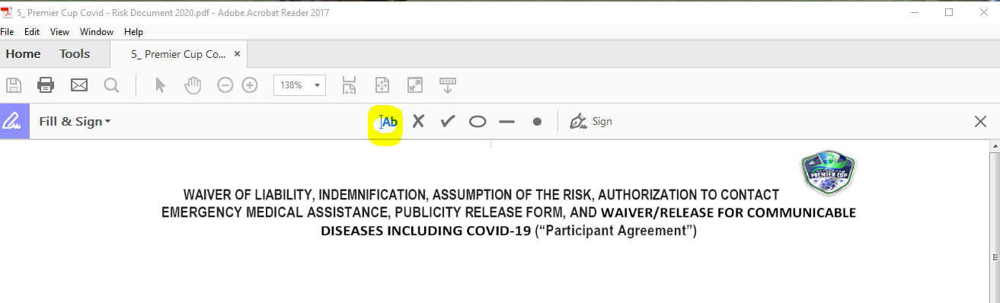 5_ Premier Cup Covid - Risk Document 2020.pdf - Adobe Acrobat Reader 2017
File Edit View Window Help
Home Tools 5_ Premier Cup Co... ×
138%
Fill & Sign Ab Sign
PREMIER CUP
WAIVER OF LIABILITY, INDEMNIFICATION, ASSUMPTION OF THE RISK, AUTHORIZATION TO CONTACT
EMERGENCY MEDICAL ASSISTANCE, PUBLICITY RELEASE FORM, AND WAIVER/RELEASE FOR COMMUNICABLE
DISEASES INCLUDING COVID-19 (“Participant Agreement”)